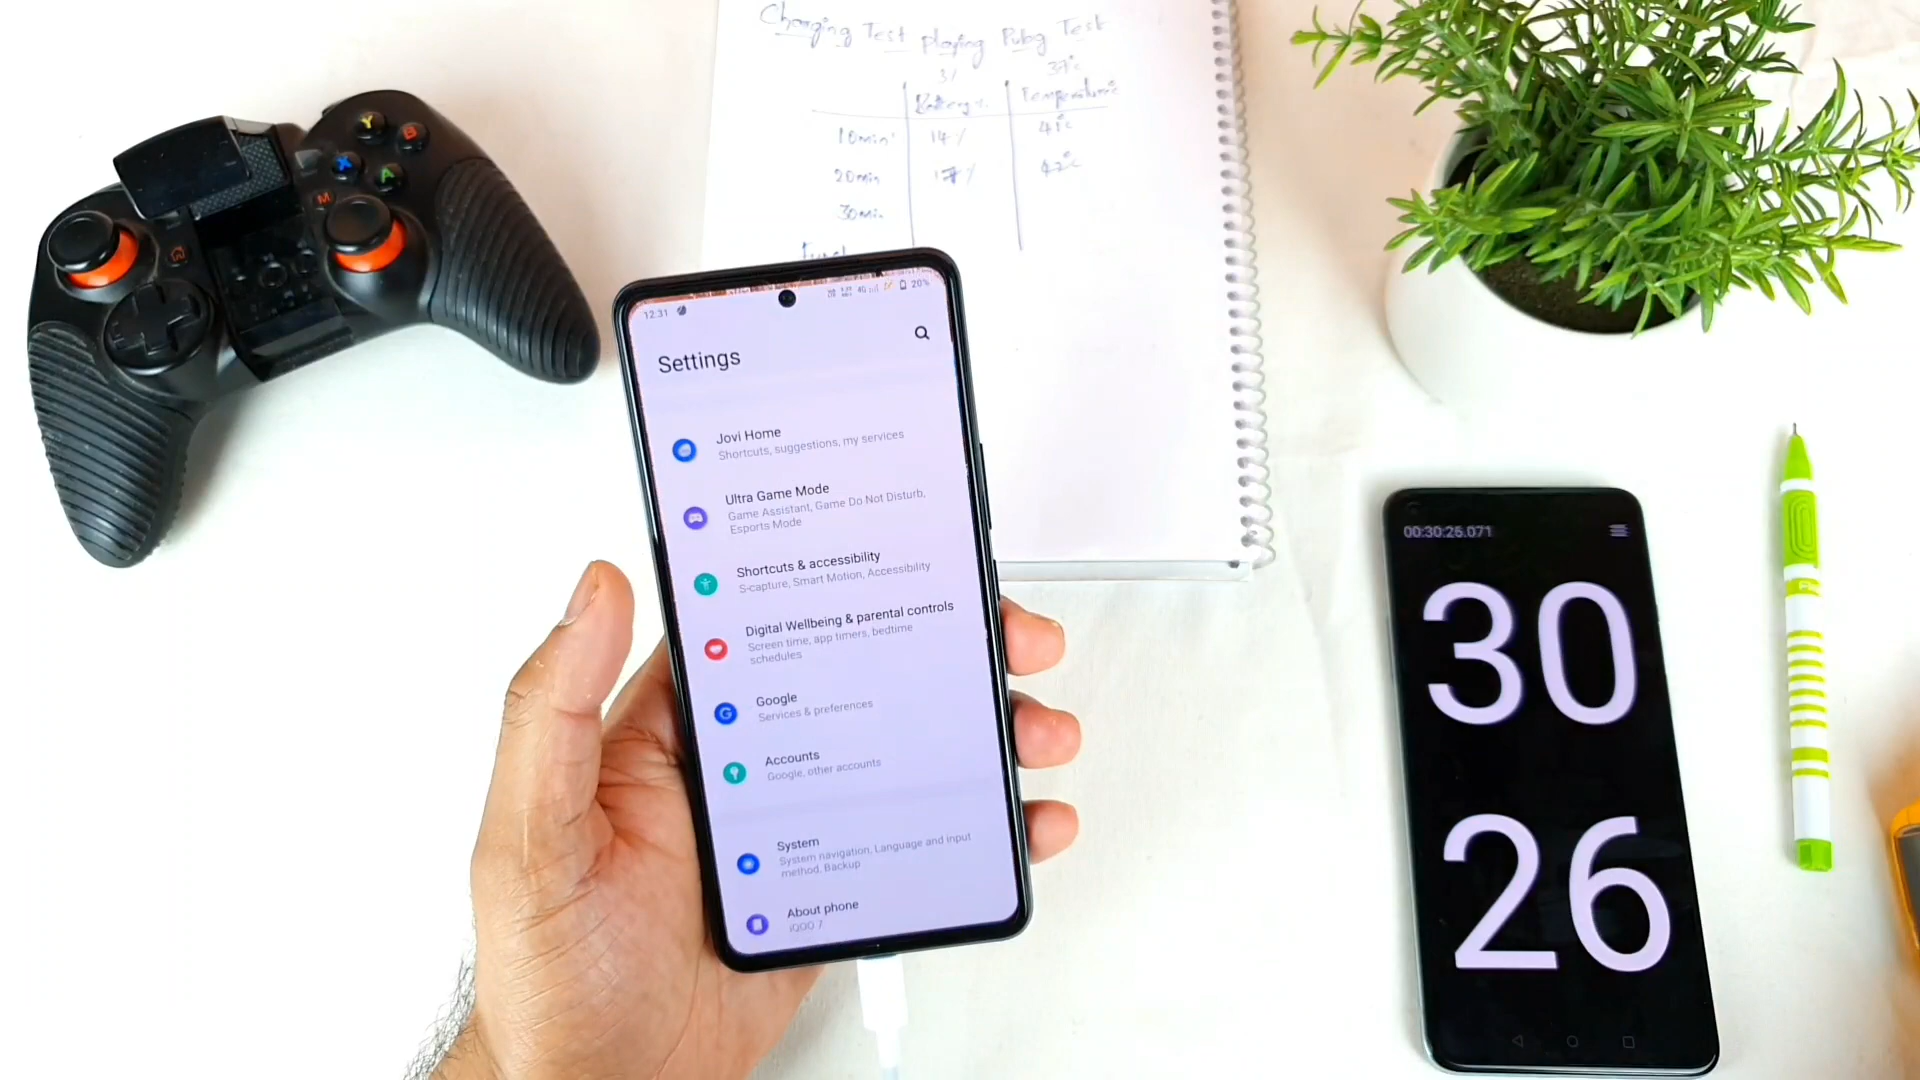 Charging Test Playing Pubg Test
3% 37°c
Battery % Temperature
10min 14% 41°c
20min 17% 42°c
30min
12:31 4G 20%
Settings
Jovi Home
Shortcuts, suggestions, my services
Ultra Game Mode
Game Assistant, Game Do Not Disturb,
Esports Mode
Shortcuts & accessibility
S-capture, Smart Motion, Accessibility
Digital Wellbeing & parental controls
Screen time, app timers, bedtime
schedules
Google
Services & preferences
Accounts
Google, other accounts
System
System navigation, Language and input
method, Backup
About phone
iQOO 7
Y
B
X
A
M
00:30:26.071
30
26